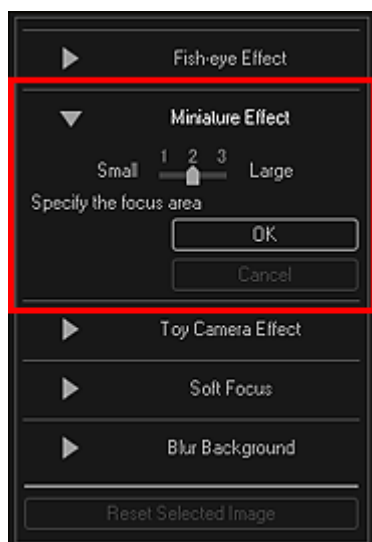 Fish-eye Effect
Miniature Effect
1 2 3
Small Large
Specify the focus area
OK
Cancel
Toy Camera Effect
Soft Focus
Blur Background
Reset Selected Image